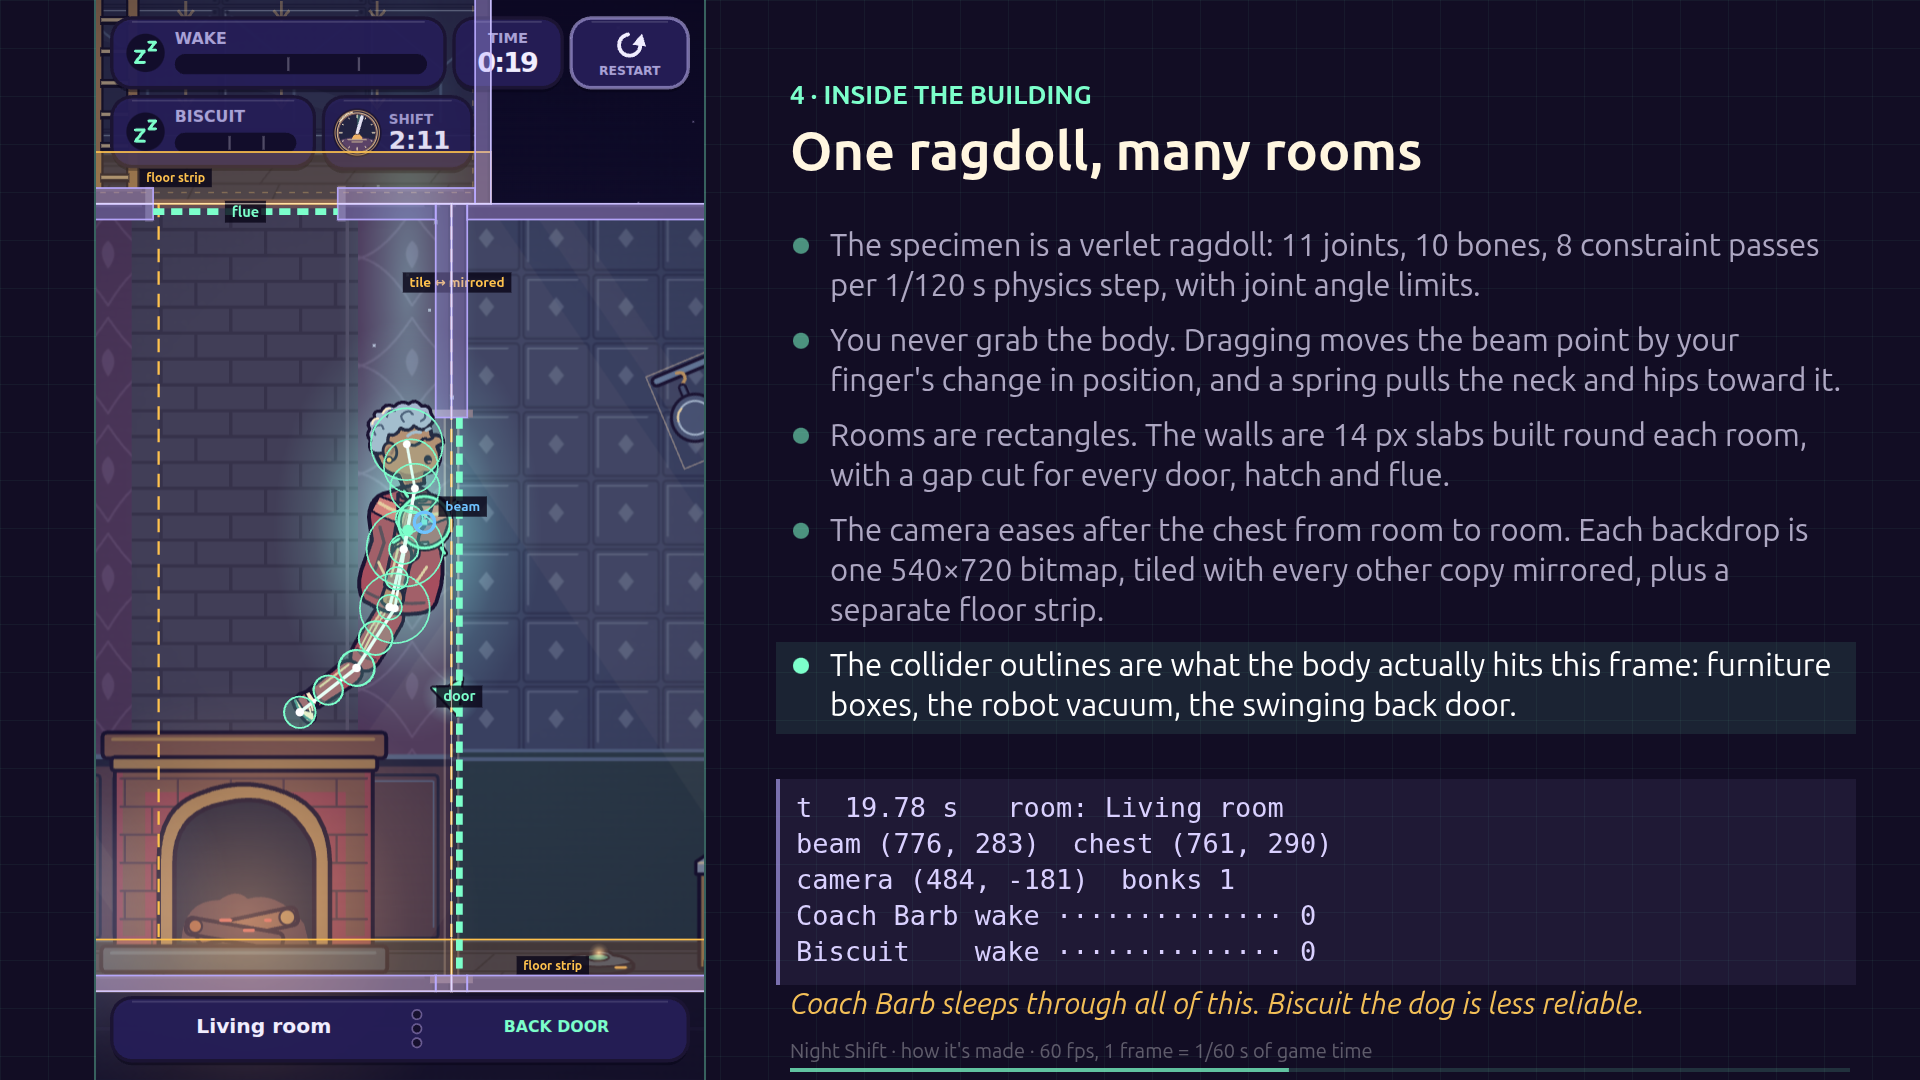 WAKE
TIME
0:19
RESTART
BISCUIT
SHIFT
2:11
floor strip
flue
tile ↔ mirrored
beam
door
floor strip
Living room
BACK DOOR
4 · INSIDE THE BUILDING
One ragdoll, many rooms
The specimen is a verlet ragdoll: 11 joints, 10 bones, 8 constraint passes
per 1/120 s physics step, with joint angle limits.
You never grab the body. Dragging moves the beam point by your
finger's change in position, and a spring pulls the neck and hips toward it.
Rooms are rectangles. The walls are 14 px slabs built round each room,
with a gap cut for every door, hatch and flue.
The camera eases after the chest from room to room. Each backdrop is
one 540×720 bitmap, tiled with every other copy mirrored, plus a
separate floor strip.
The collider outlines are what the body actually hits this frame: furniture
boxes, the robot vacuum, the swinging back door.
t 19.78 s room: Living room
beam (776, 283) chest (761, 290)
camera (484, -181) bonks 1
Coach Barb wake ·············· 0
Biscuit wake ·············· 0
Coach Barb sleeps through all of this. Biscuit the dog is less reliable.
Night Shift · how it's made · 60 fps, 1 frame = 1/60 s of game time